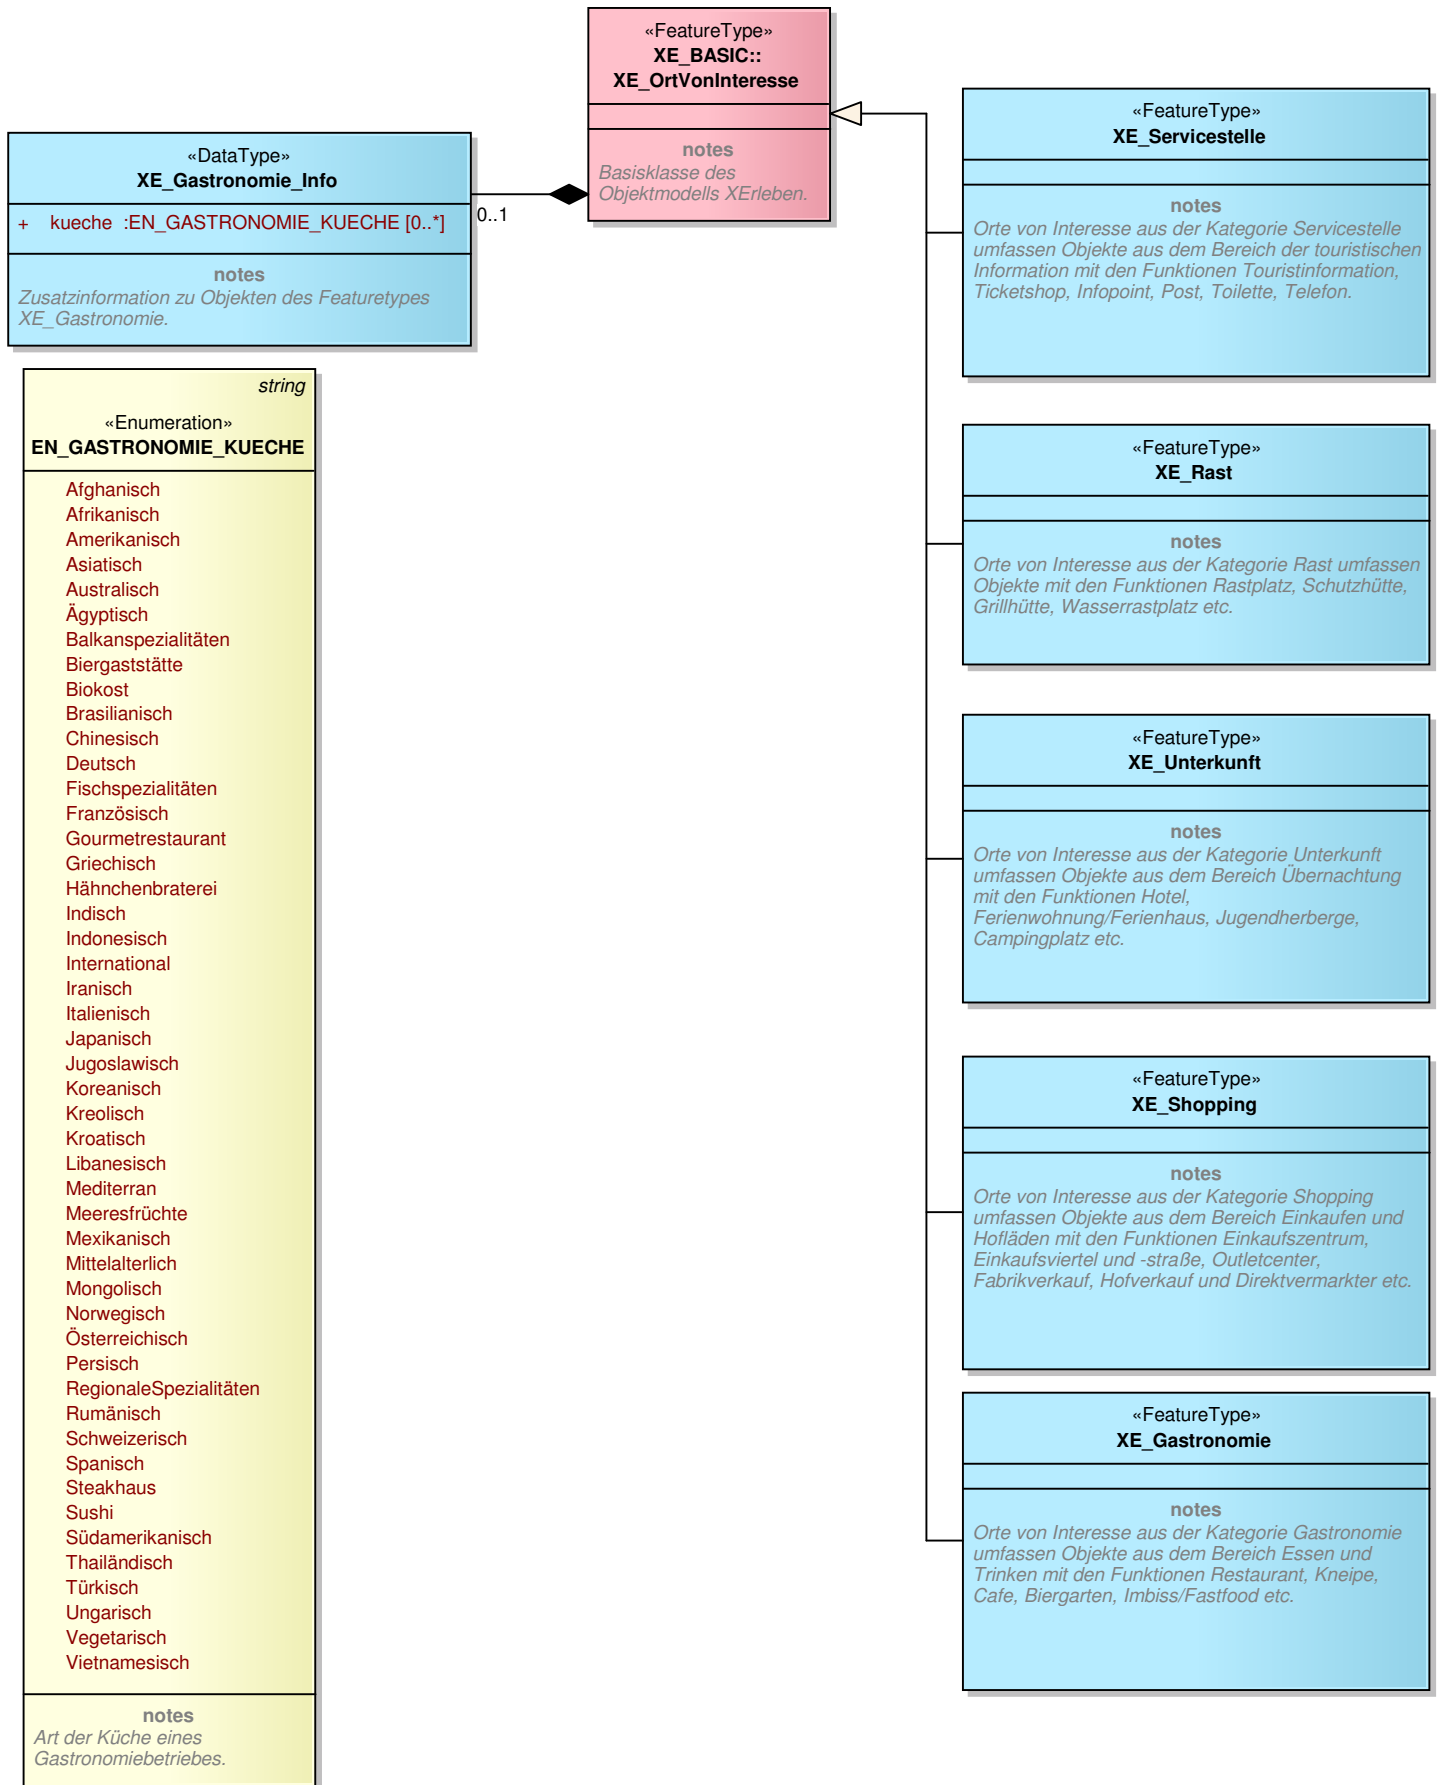 «FeatureType»
XE_BASIC::
XE_OrtVonInteresse
notes
Basisklasse des
Objektmodells XErleben.
«DataType»
XE_Gastronomie_Info
+ kueche :EN_GASTRONOMIE_KUECHE [0..*]
notes
Zusatzinformation zu Objekten des Featuretypes
XE_Gastronomie.
0..1
string
«Enumeration»
EN_GASTRONOMIE_KUECHE
Afghanisch
Afrikanisch
Amerikanisch
Asiatisch
Australisch
Ägyptisch
Balkanspezialitäten
Biergaststätte
Biokost
Brasilianisch
Chinesisch
Deutsch
Fischspezialitäten
Französisch
Gourmetrestaurant
Griechisch
Hähnchenbraterei
Indisch
Indonesisch
International
Iranisch
Italienisch
Japanisch
Jugoslawisch
Koreanisch
Kreolisch
Kroatisch
Libanesisch
Mediterran
Meeresfrüchte
Mexikanisch
Mittelalterlich
Mongolisch
Norwegisch
Österreichisch
Persisch
RegionaleSpezialitäten
Rumänisch
Schweizerisch
Spanisch
Steakhaus
Sushi
Südamerikanisch
Thailändisch
Türkisch
Ungarisch
Vegetarisch
Vietnamesisch
notes
Art der Küche eines
Gastronomiebetriebes.
«FeatureType»
XE_Servicestelle
notes
Orte von Interesse aus der Kategorie Servicestelle
umfassen Objekte aus dem Bereich der touristischen
Information mit den Funktionen Touristinformation,
Ticketshop, Infopoint, Post, Toilette, Telefon.
«FeatureType»
XE_Rast
notes
Orte von Interesse aus der Kategorie Rast umfassen
Objekte mit den Funktionen Rastplatz, Schutzhütte,
Grillhütte, Wasserrastplatz etc.
«FeatureType»
XE_Unterkunft
notes
Orte von Interesse aus der Kategorie Unterkunft
umfassen Objekte aus dem Bereich Übernachtung
mit den Funktionen Hotel,
Ferienwohnung/Ferienhaus, Jugendherberge,
Campingplatz etc.
«FeatureType»
XE_Shopping
notes
Orte von Interesse aus der Kategorie Shopping
umfassen Objekte aus dem Bereich Einkaufen und
Hofläden mit den Funktionen Einkaufszentrum,
Einkaufsviertel und -straße, Outletcenter,
Fabrikverkauf, Hofverkauf und Direktvermarkter etc.
«FeatureType»
XE_Gastronomie
notes
Orte von Interesse aus der Kategorie Gastronomie
umfassen Objekte aus dem Bereich Essen und
Trinken mit den Funktionen Restaurant, Kneipe,
Cafe, Biergarten, Imbiss/Fastfood etc.